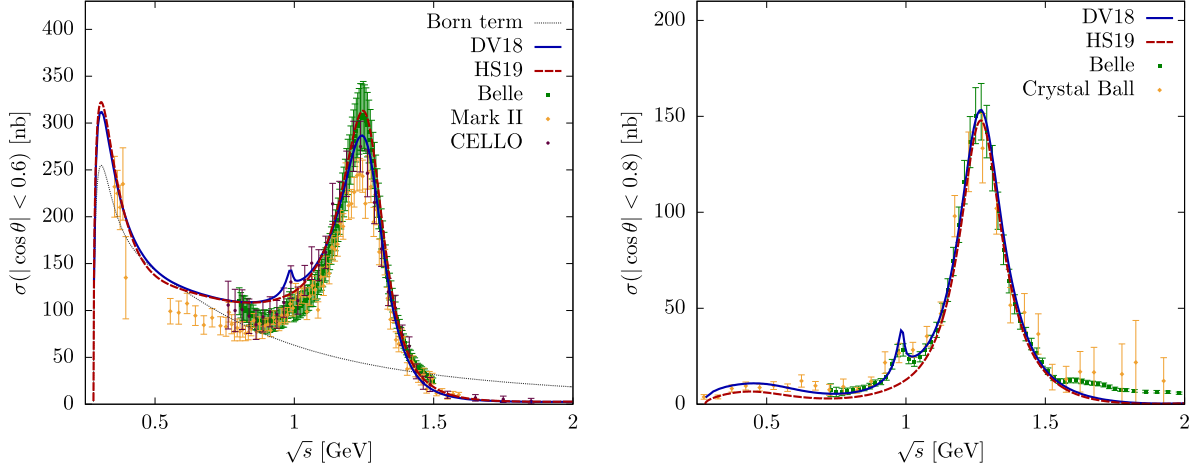 σ(| cos θ| < 0.6) [nb]
400
350
300
250
200
150
100
50
0
0.5
1
1.5
2
√s [GeV]
Born term
DV18
HS19
Belle
Mark II
CELLO
σ(| cos θ| < 0.8) [nb]
200
150
100
50
0
0.5
1
1.5
2
√s [GeV]
DV18
HS19
Belle
Crystal Ball